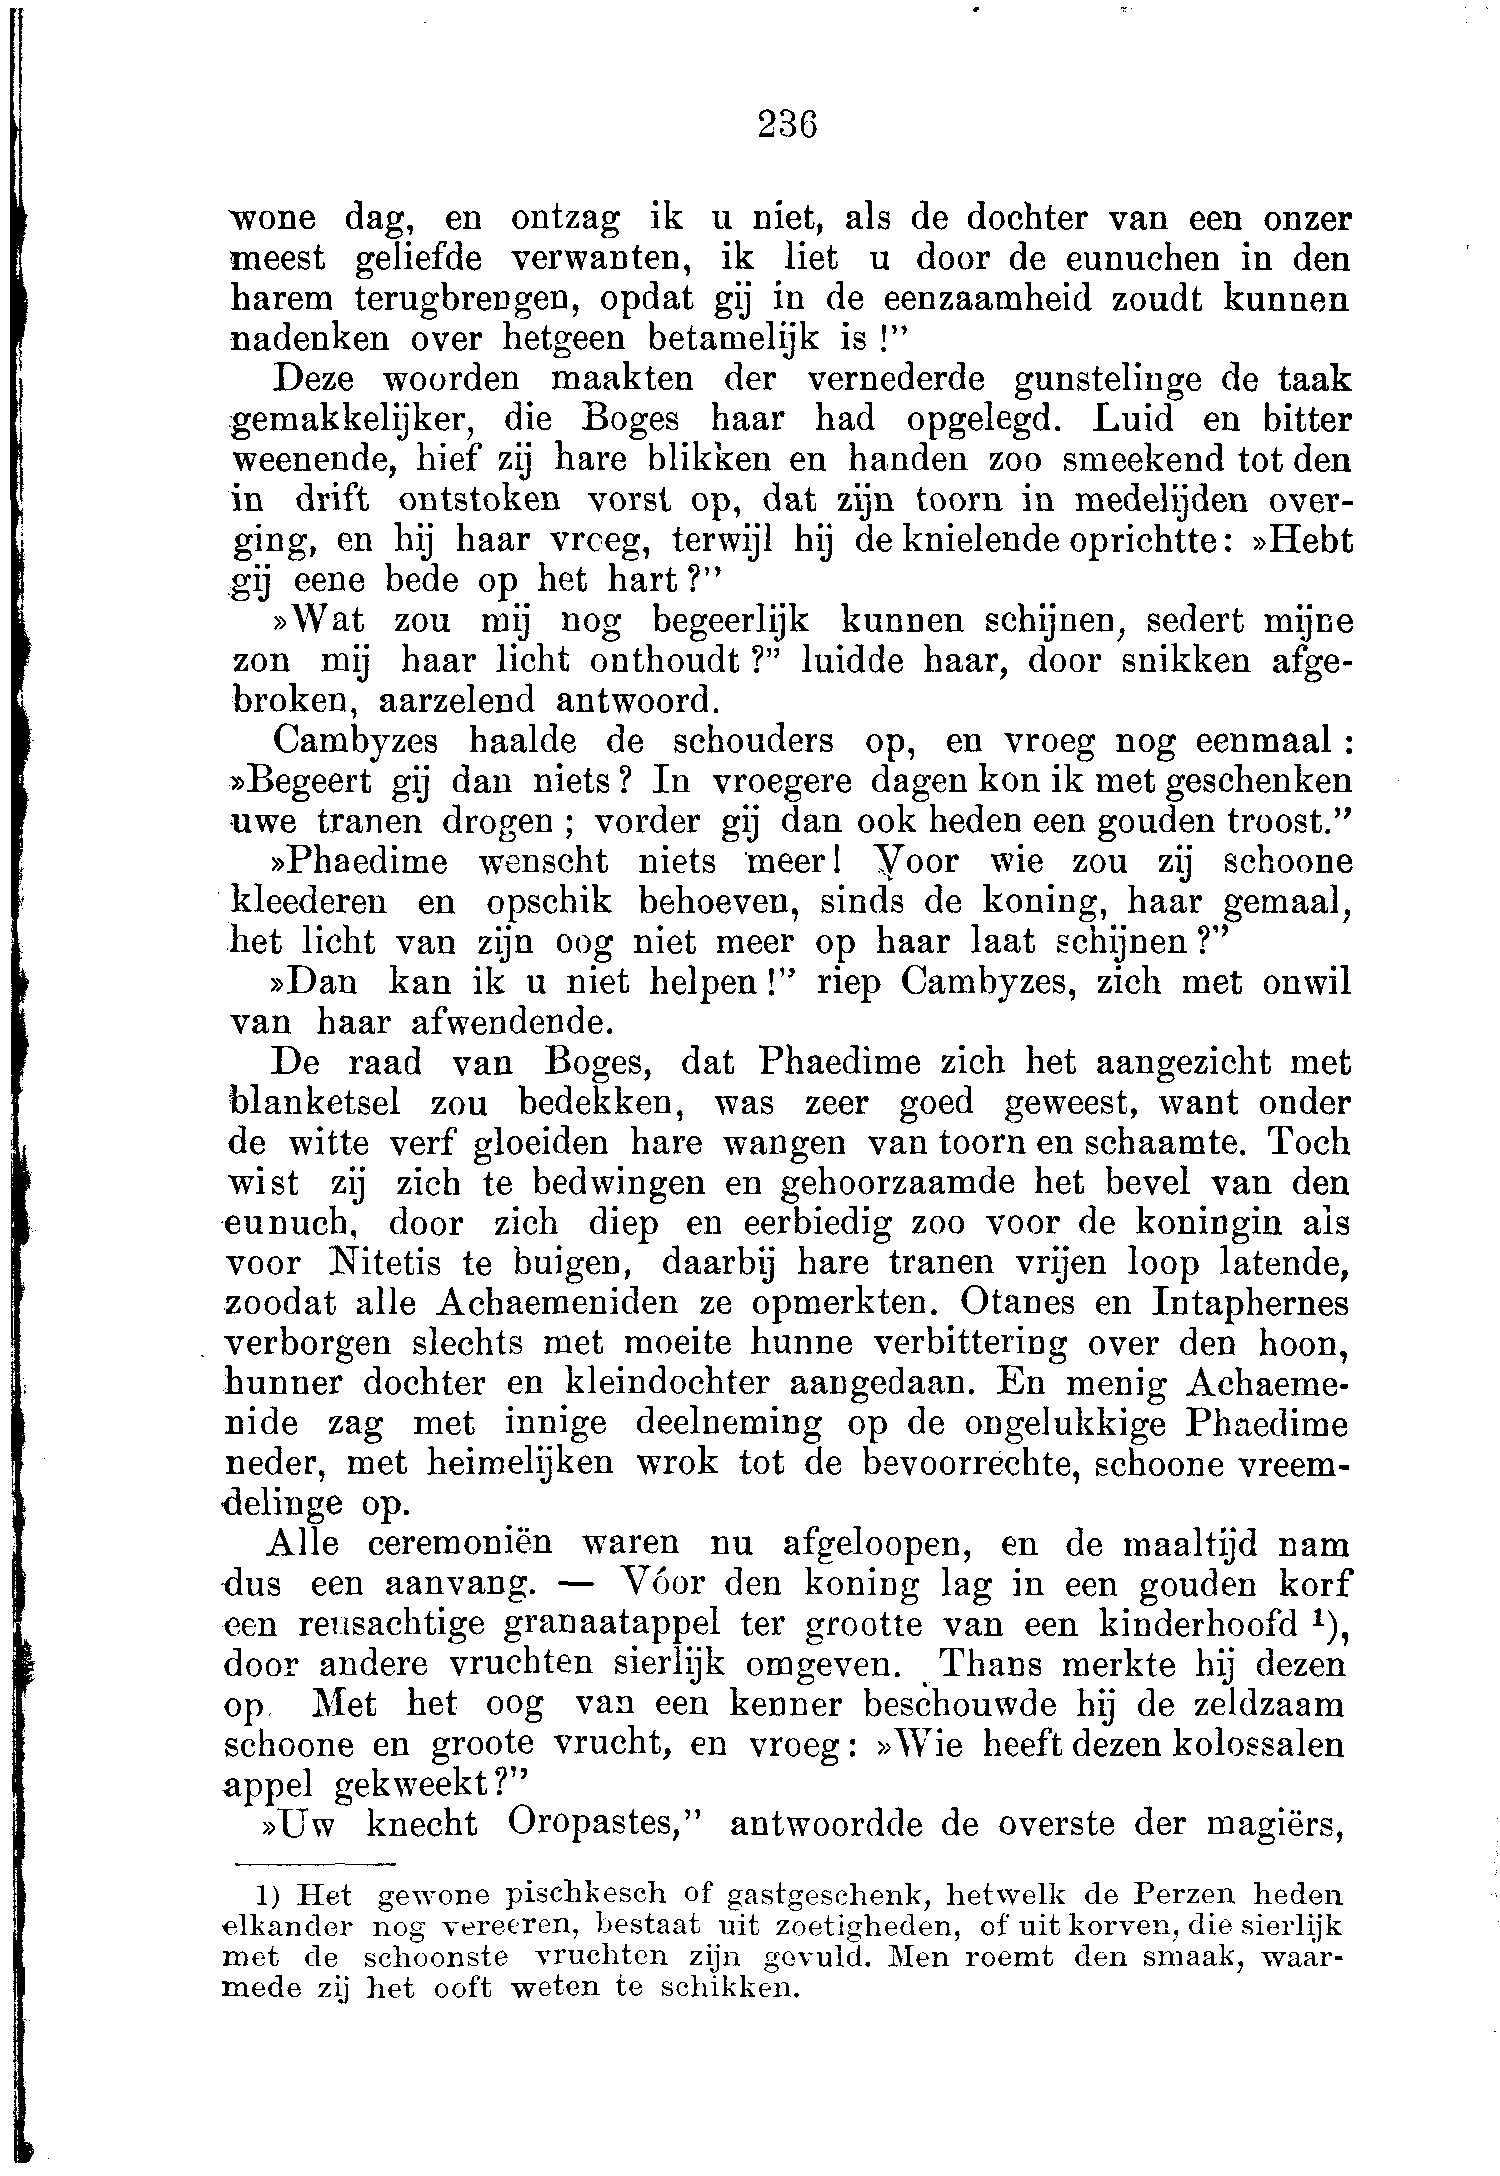 236
wone dag, en ontzag ik u niet, als de dochter van een onzer
meest geliefde verwanten, ik liet u door de eunuchen in den
harem terugbrengen, opdat gij in de eenzaamheid zoudt kunnen
nadenken over hetgeen betamelijk is !”
Deze woorden maakten der vernederde gunstelinge de taak
gemakkelijker, die Boges haar had opgelegd. Luid en bitter
weenende, hief zij hare blikken en handen zoo smeekend tot den
in drift ontstoken vorst op, dat zijn toorn in medelijden over-
ging, en hij haar vroeg, terwijl hij de knielende oprichtte: »Hebt
gij eene bede op het hart ?”
»Wat zou mij nog begeerlijk kunnen schijnen, sedert mijne
zon mij haar licht onthoudt ?” luidde haar, door snikken afge-
broken, aarzelend antwoord.
Cambyzes haalde de schouders op, en vroeg nog eenmaal :
»Begeert gij dan niets ? In vroegere dagen kon ik met geschenken
uwe tranen drogen ; vorder gij dan ook heden een gouden troost.”
»Phaedime wenscht niets meer! Voor wie zou zij schoone
kleederen en opschik behoeven, sinds de koning, haar gemaal,
het licht van zijn oog niet meer op haar laat schijnen ?”
»Dan kan ik u niet helpen !” riep Cambyzes, zich met onwil
van haar afwendende.
De raad van Boges, dat Phaedime zich het aangezicht met
blanketsel zou bedekken, was zeer goed geweest, want onder
de witte verf gloeiden hare wangen van toorn en schaamte. Toch
wist zij zich te bedwingen en gehoorzaamde het bevel van den
eunuch, door zich diep en eerbiedig zoo voor de koningin als
voor Nitetis te buigen, daarbij hare tranen vrijen loop latende,
zoodat alle Achaemeniden ze opmerkten. Otanes en Intaphernes
verborgen slechts met moeite hunne verbittering over den hoon,
hunner dochter en kleindochter aangedaan. En menig Achaeme-
nide zag met innige deelneming op de ongelukkige Phaedime
neder, met heimelijken wrok tot de bevoorrechte, schoone vreem-
delinge op.
Alle ceremoniën waren nu afgeloopen, en de maaltijd nam
dus een aanvang. — Vóor den koning lag in een gouden korf
een reusachtige granaatappel ter grootte van een kinderhoofd ¹),
door andere vruchten sierlijk omgeven. Thans merkte hij dezen
op. Met het oog van een kenner beschouwde hij de zeldzaam
schoone en groote vrucht, en vroeg: »Wie heeft dezen kolossalen
appel gekweekt?”
»Uw knecht Oropastes,” antwoordde de overste der magiërs,
1) Het gewone pischkesch of gastgeschenk, hetwelk de Perzen heden
elkander nog vereeren, bestaat uit zoetigheden, of uit korven, die sierlijk
met de schoonste vruchten zijn gevuld. Men roemt den smaak, waar-
mede zij het ooft weten te schikken.